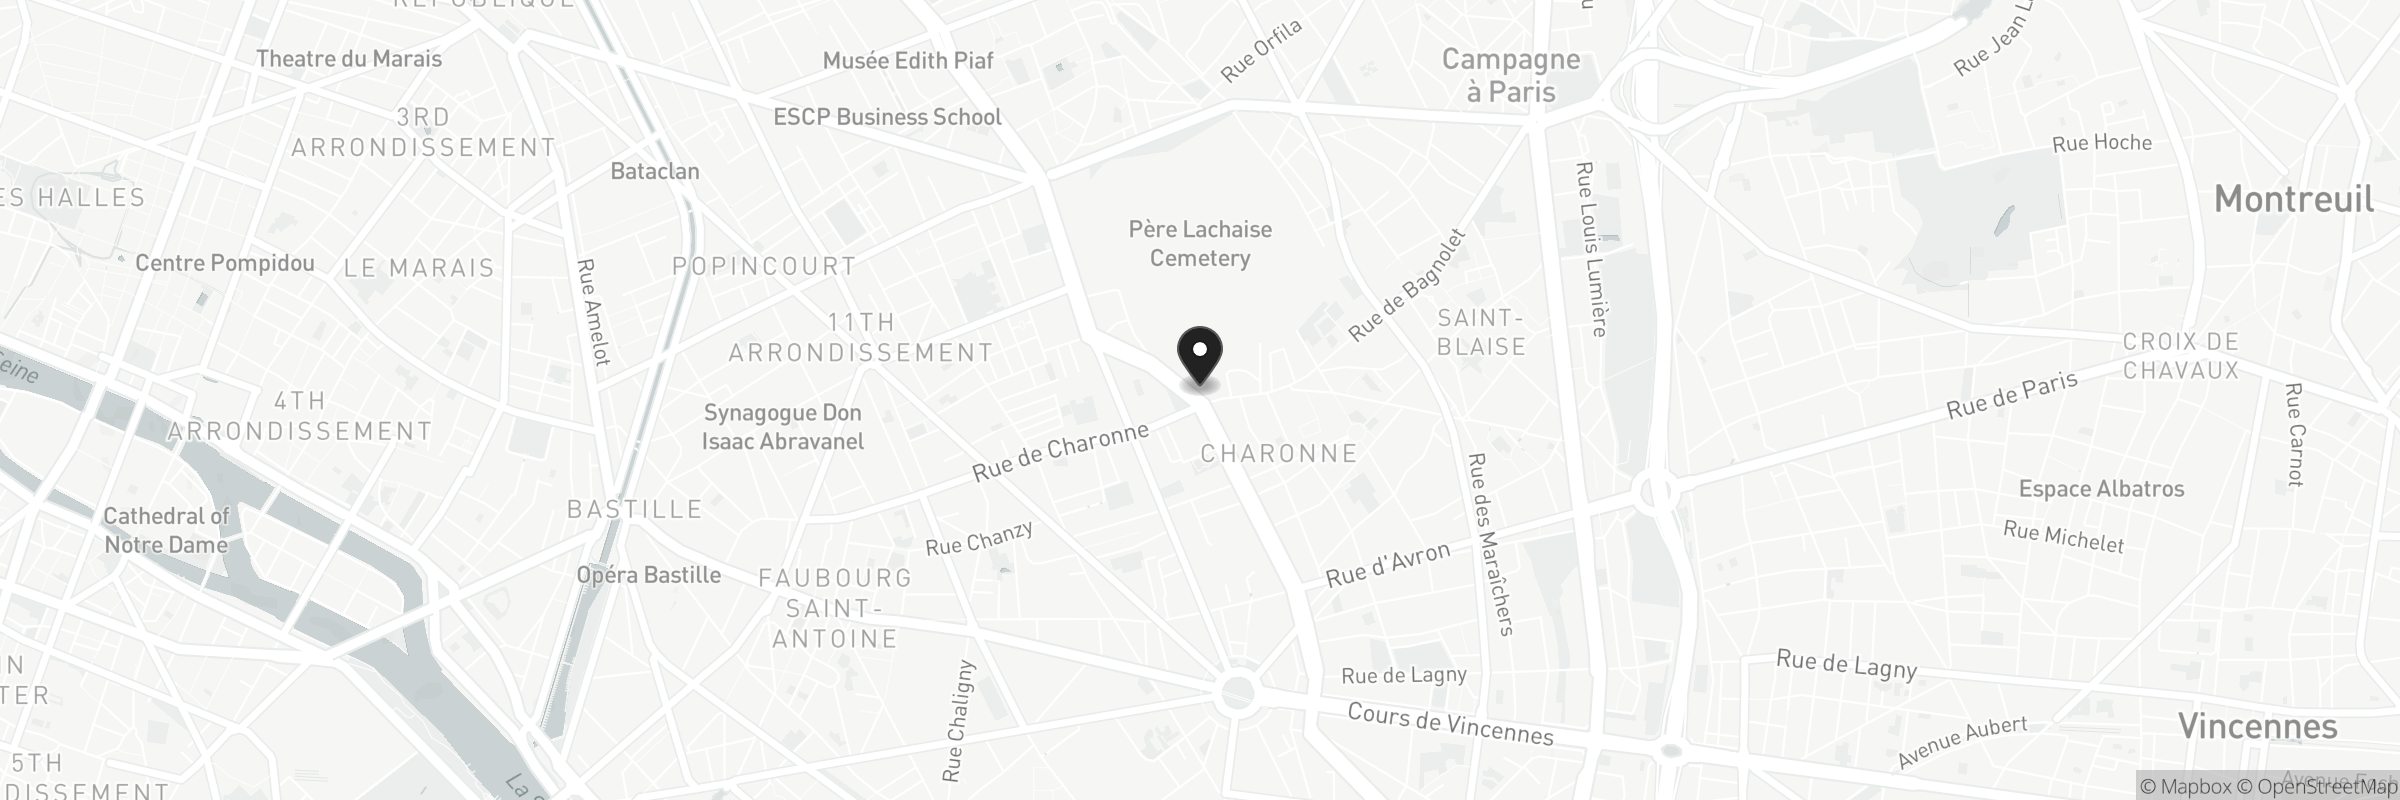 RÉPUBLIQUE
Theatre du Marais
Musée Edith Piaf
Rue Orfila
Campagne
à Paris
3RD
ARRONDISSEMENT
ESCP Business School
Bataclan
Rue Hoche
ES HALLES
Montreuil
Père Lachaise
Cemetery
Rue Louis Lumière
Centre Pompidou
LE MARAIS
POPINCOURT
Rue Amelot
Rue de Bagnolet
11TH
ARRONDISSEMENT
SAINT-
BLAISE
CROIX DE
CHAVAUX
Seine
4TH
ARRONDISSEMENT
Synagogue Don
Isaac Abravanel
Rue de Charonne
CHARONNE
Rue de Paris
Rue Carnot
BASTILLE
Cathedral of
Notre Dame
Rue Chanzy
Rue des Maraîchers
Espace Albatros
Rue Michelet
Opéra Bastille
FAUBOURG
SAINT-
ANTOINE
Rue d'Avron
Rue Chaligny
Rue de Lagny
Rue de Lagny
Cours de Vincennes
Avenue Aubert
Vincennes
5TH
DISSEMENT
© Mapbox © OpenStreetMap